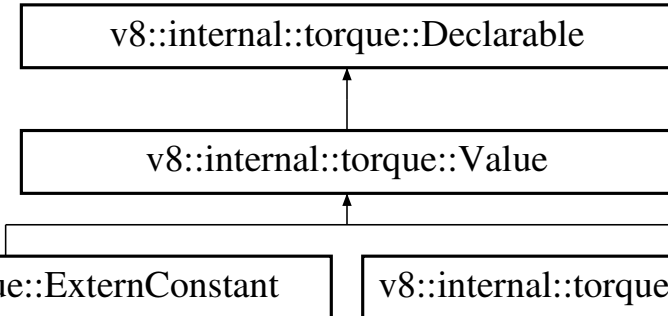 v8::internal::torque::Declarable
v8::internal::torque::Value
ue::ExternConstant
v8::internal::torque